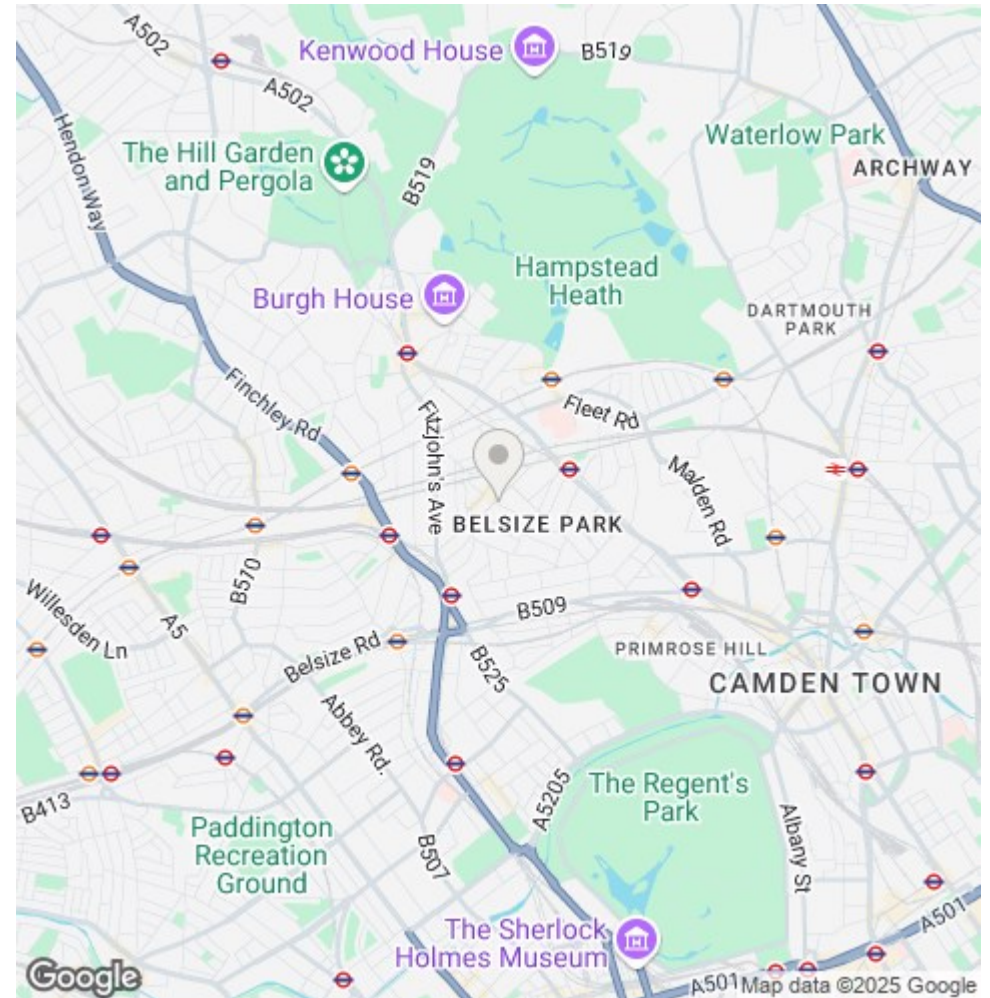 A502
Kenwood House
B519
A502
Waterlow Park
The Hill Garden
and Pergola
B519
ARCHWAY
Hendon Way
Hampstead
Heath
Burgh House
DARTMOUTH
PARK
Finchley Rd
Fitzjohn's Ave
Fleet Rd
Malden Rd
BELSIZE PARK
B510
Willesden Ln
A5
B509
Belsize Rd
PRIMROSE HILL
B525
CAMDEN TOWN
Abbey Rd.
The Regent's
Park
A5205
B413
Paddington
Recreation
Ground
B507
Albany St
The Sherlock
Holmes Museum
A501
Google
A501
Map data ©2025 Google